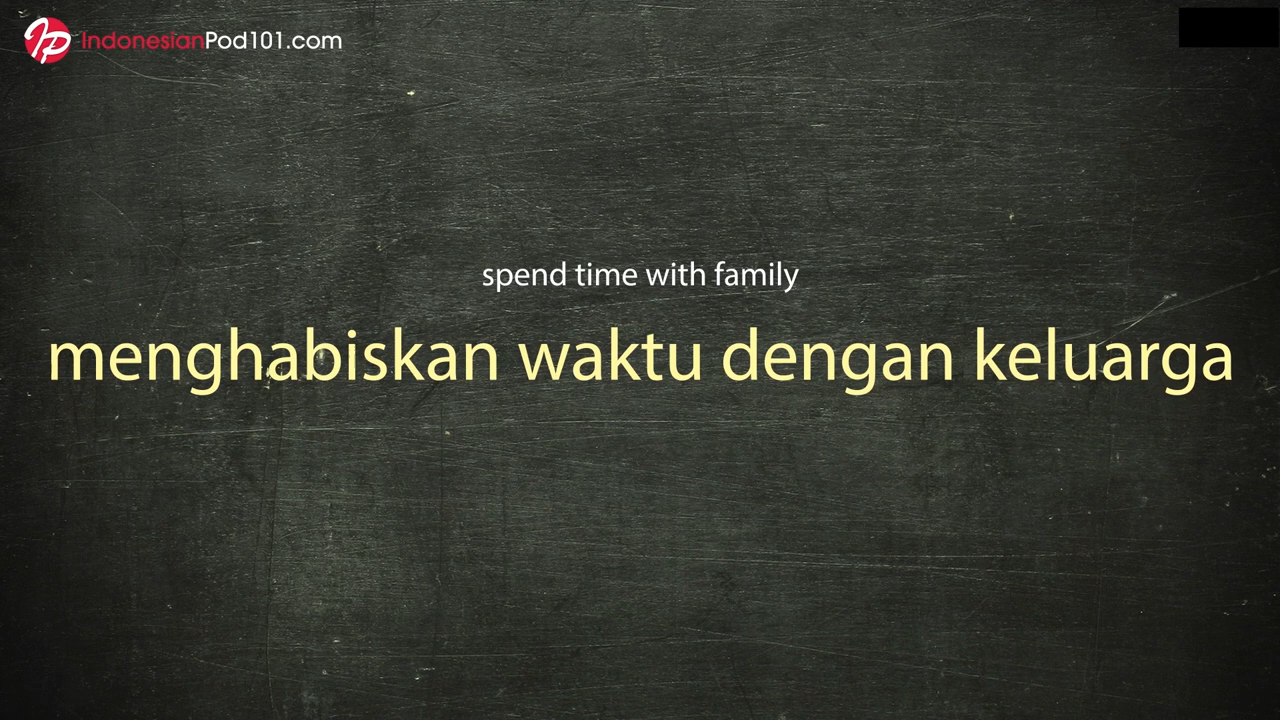 IndonesianPod101.com
spend time with family
menghabiskan waktu dengan keluarga